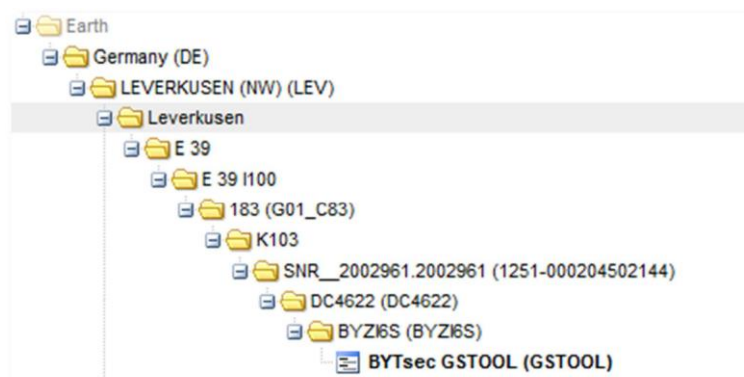 Earth
Germany (DE)
LEVERKUSEN (NW) (LEV)
Leverkusen
E 39
E 39 I100
183 (G01_C83)
K103
SNR__2002961.2002961 (1251-000204502144)
DC4622 (DC4622)
BYZI6S (BYZI6S)
BYTsec GSTOOL (GSTOOL)